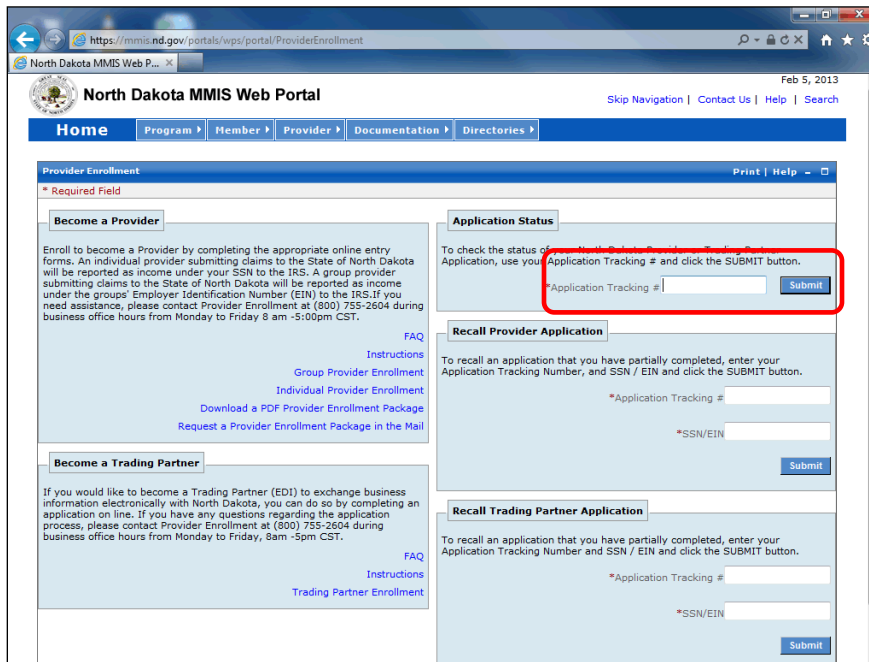 https://mmis.nd.gov/portals/wps/portal/ProviderEnrollment
North Dakota MMIS Web P...
Feb 5, 2013
North Dakota MMIS Web Portal
Skip Navigation | Contact Us | Help | Search
Home Program Member Provider Documentation Directories
Provider Enrollment
Print | Help
* Required Field
Become a Provider
Enroll to become a Provider by completing the appropriate online entry
forms. An individual provider submitting claims to the State of North Dakota
will be reported as income under your SSN to the IRS. A group provider
submitting claims to the State of North Dakota will be reported as income
under the groups' Employer Identification Number (EIN) to the IRS.If you
need assistance, please contact Provider Enrollment at (800) 755-2604 during
business office hours from Monday to Friday 8 am -5:00pm CST.
FAQ
Instructions
Group Provider Enrollment
Individual Provider Enrollment
Download a PDF Provider Enrollment Package
Request a Provider Enrollment Package in the Mail
Become a Trading Partner
If you would like to become a Trading Partner (EDI) to exchange business
information electronically with North Dakota, you can do so by completing an
application on line. If you have any questions regarding the application
process, please contact Provider Enrollment at (800) 755-2604 during
business office hours from Monday to Friday, 8am -5pm CST.
FAQ
Instructions
Trading Partner Enrollment
Application Status
To check the status of your North Dakota Provider or Trading Partner
Application, use your Application Tracking # and click the SUBMIT button.
*Application Tracking #
Submit
Recall Provider Application
To recall an application that you have partially completed, enter your
Application Tracking Number, and SSN / EIN and click the SUBMIT button.
*Application Tracking #
*SSN/EIN
Submit
Recall Trading Partner Application
To recall an application that you have partially completed, enter your
Application Tracking Number and SSN / EIN and click the SUBMIT button.
*Application Tracking #
*SSN/EIN
Submit